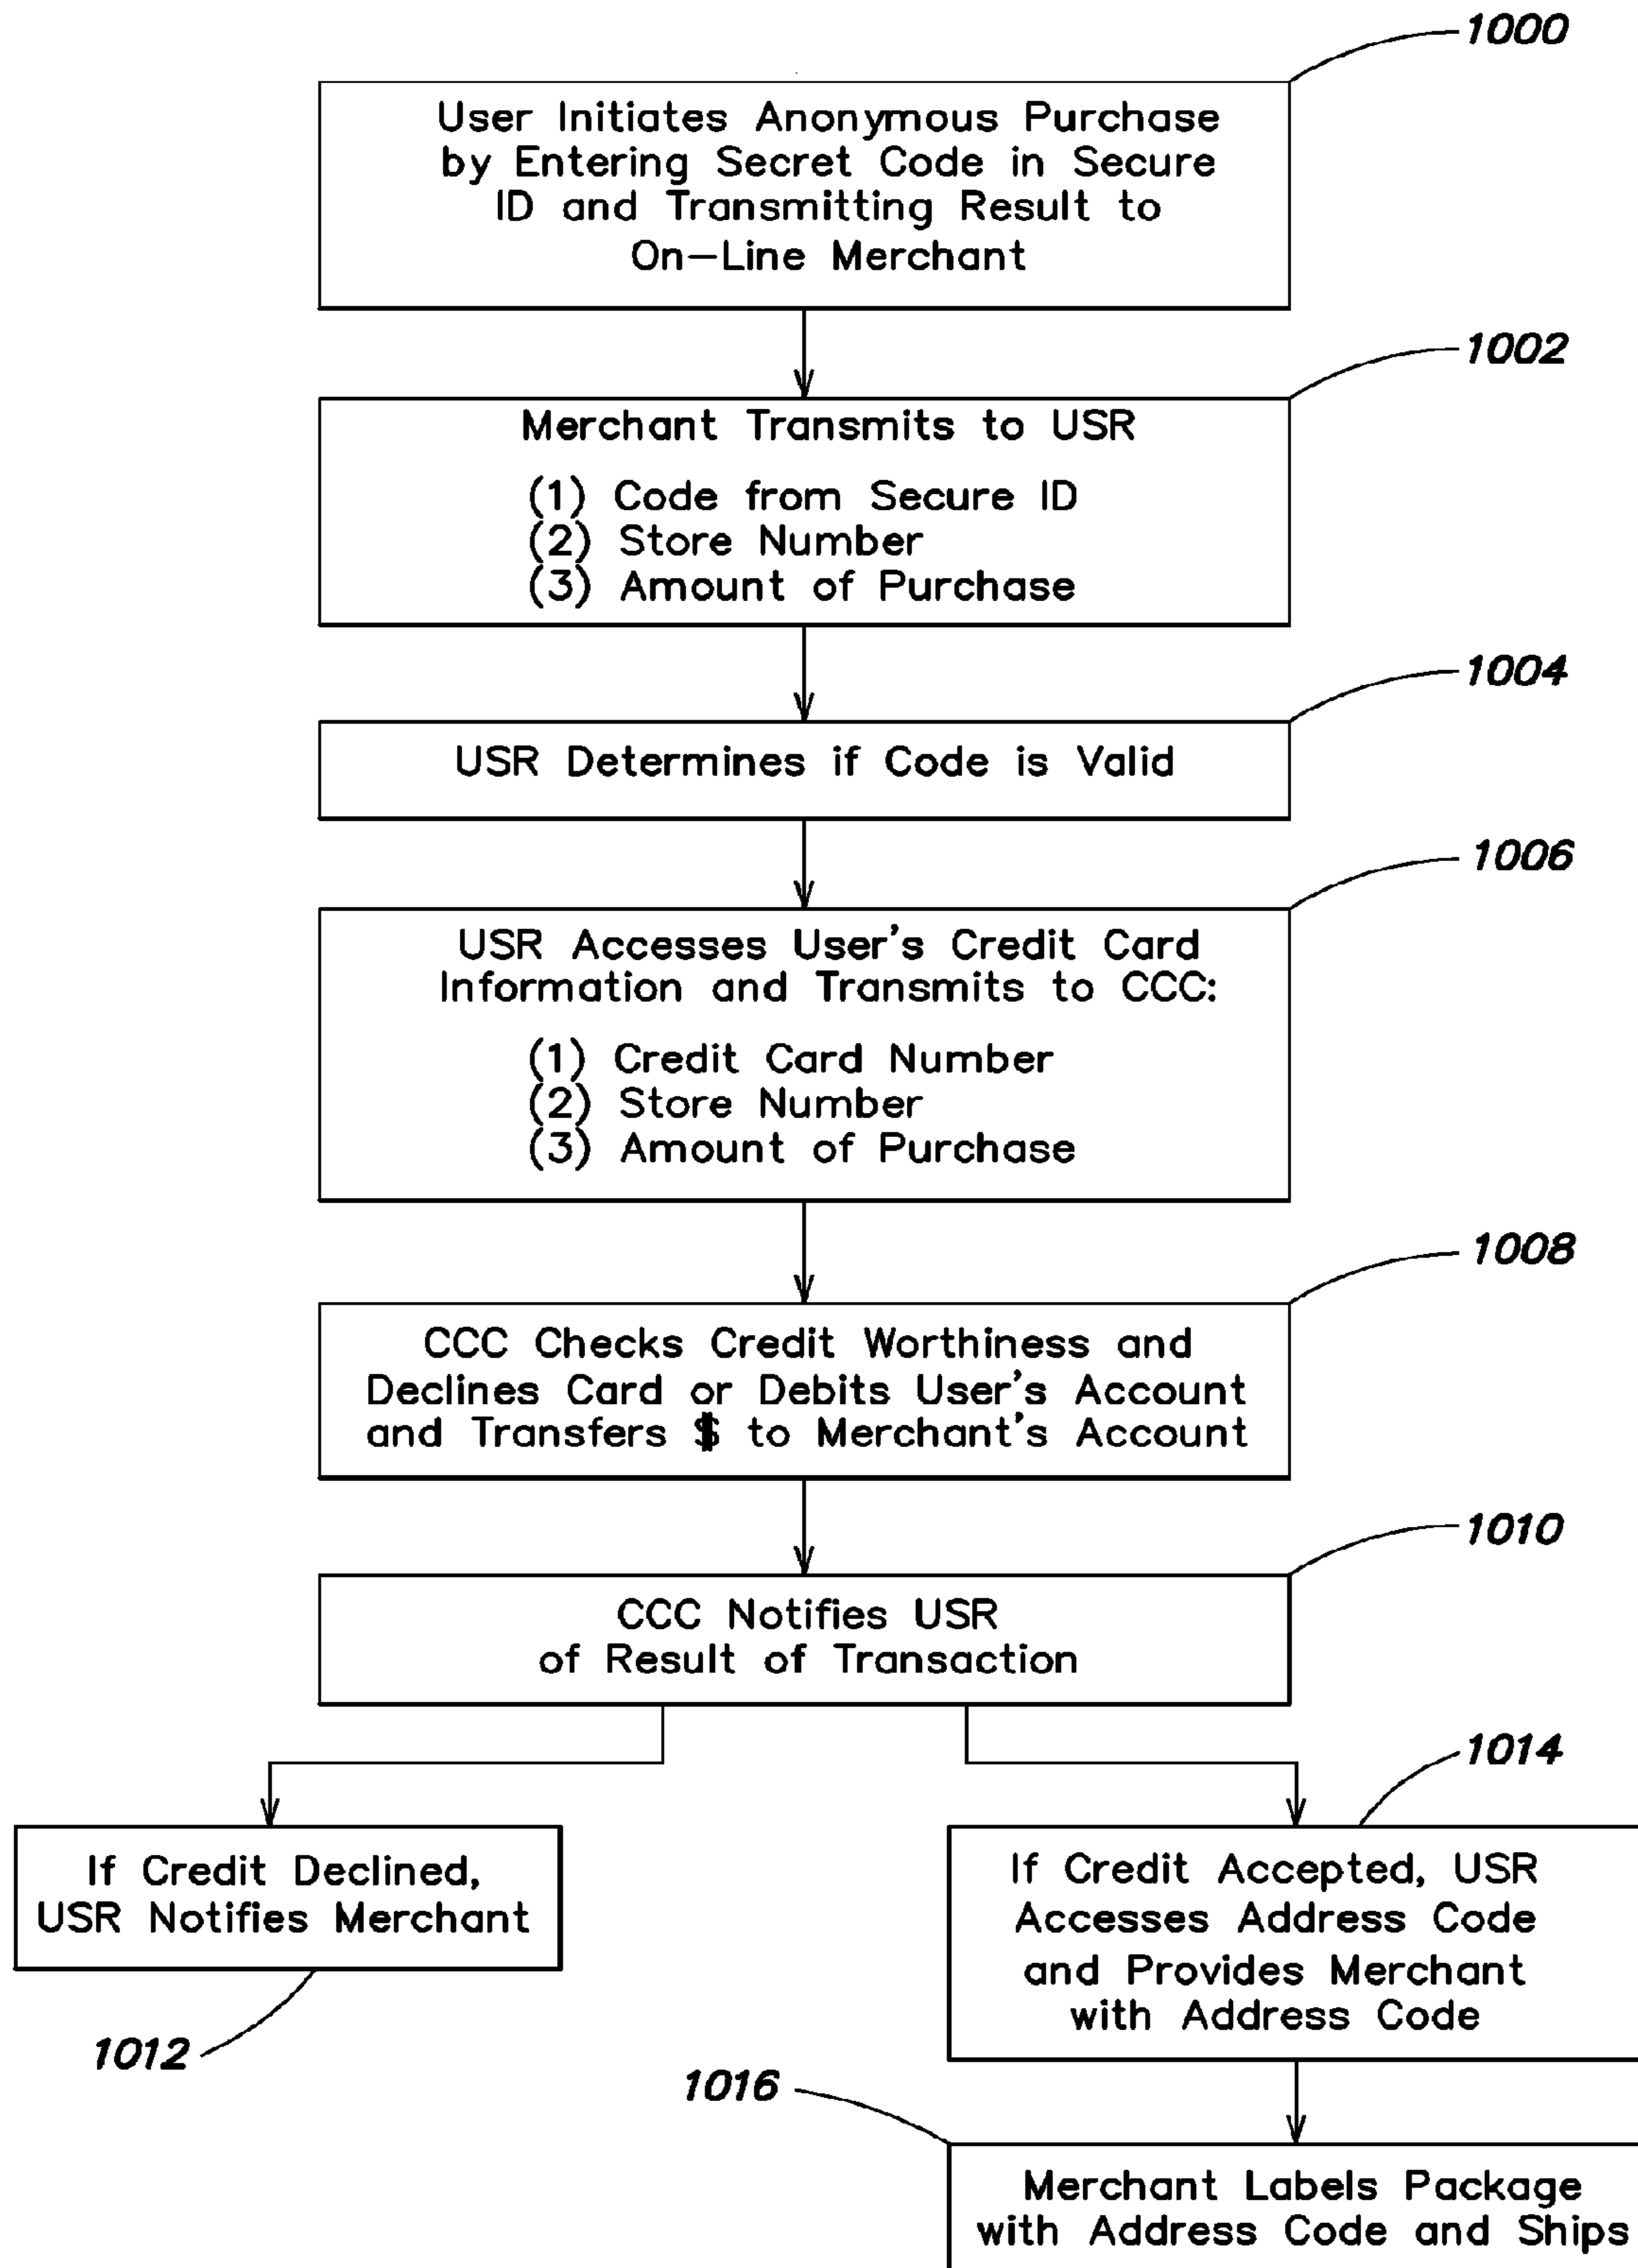 1000
User Initiates Anonymous Purchase
by Entering Secret Code in Secure
ID and Transmitting Result to
On-Line Merchant
1002
Merchant Transmits to USR
(1) Code from Secure ID
(2) Store Number
(3) Amount of Purchase
1004
USR Determines if Code is Valid
1006
USR Accesses User's Credit Card
Information and Transmits to CCC:
(1) Credit Card Number
(2) Store Number
(3) Amount of Purchase
1008
CCC Checks Credit Worthiness and
Declines Card or Debits User's Account
and Transfers $ to Merchant's Account
1010
CCC Notifies USR
of Result of Transaction
If Credit Declined,
USR Notifies Merchant
1012
1014
If Credit Accepted, USR
Accesses Address Code
and Provides Merchant
with Address Code
1016
Merchant Labels Package
with Address Code and Ships